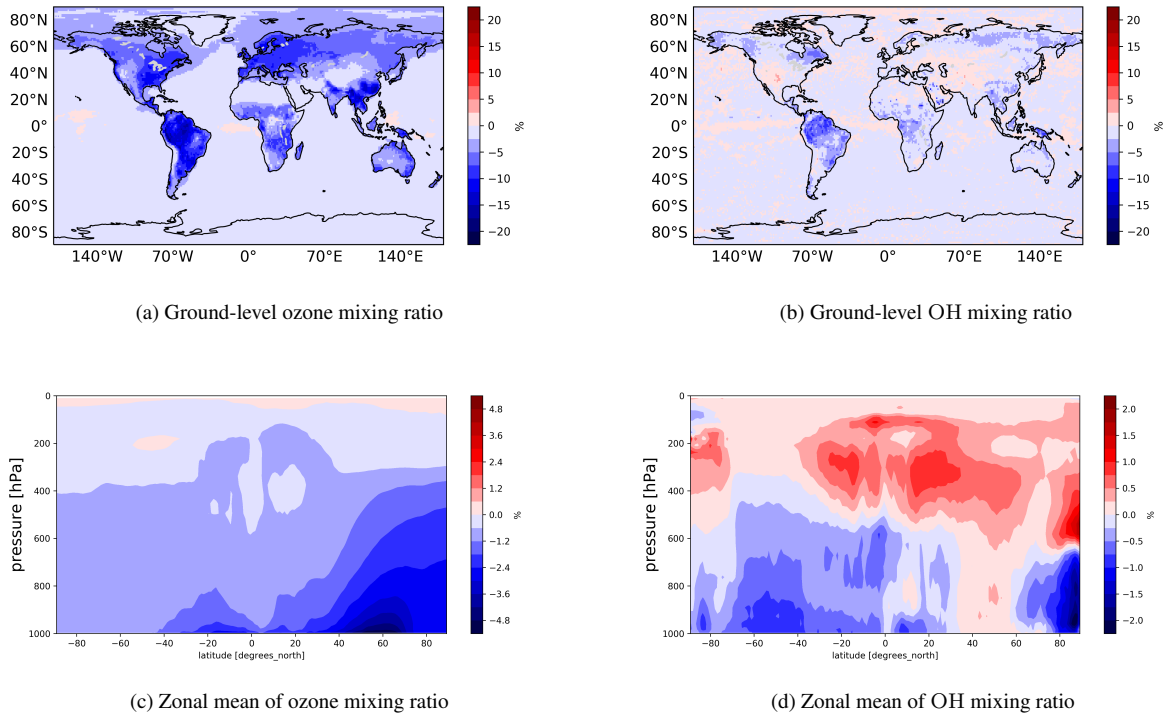 80°N
60°N
40°N
20°N
0°
20°S
40°S
60°S
80°S
140°W 70°W 0° 70°E 140°E
20
15
10
5
0
−5
−10
−15
−20
%
(a) Ground-level ozone mixing ratio
80°N
60°N
40°N
20°N
0°
20°S
40°S
60°S
80°S
140°W 70°W 0° 70°E 140°E
20
15
10
5
0
−5
−10
−15
−20
%
(b) Ground-level OH mixing ratio
pressure [hPa]
0
200
400
600
800
1000
−80 −60 −40 −20 0 20 40 60 80
latitude [degrees_north]
4.8
3.6
2.4
1.2
0.0
−1.2
−2.4
−3.6
−4.8
%
(c) Zonal mean of ozone mixing ratio
pressure [hPa]
0
200
400
600
800
1000
−80 −60 −40 −20 0 20 40 60 80
latitude [degrees_north]
2.0
1.5
1.0
0.5
0.0
−0.5
−1.0
−1.5
−2.0
%
(d) Zonal mean of OH mixing ratio